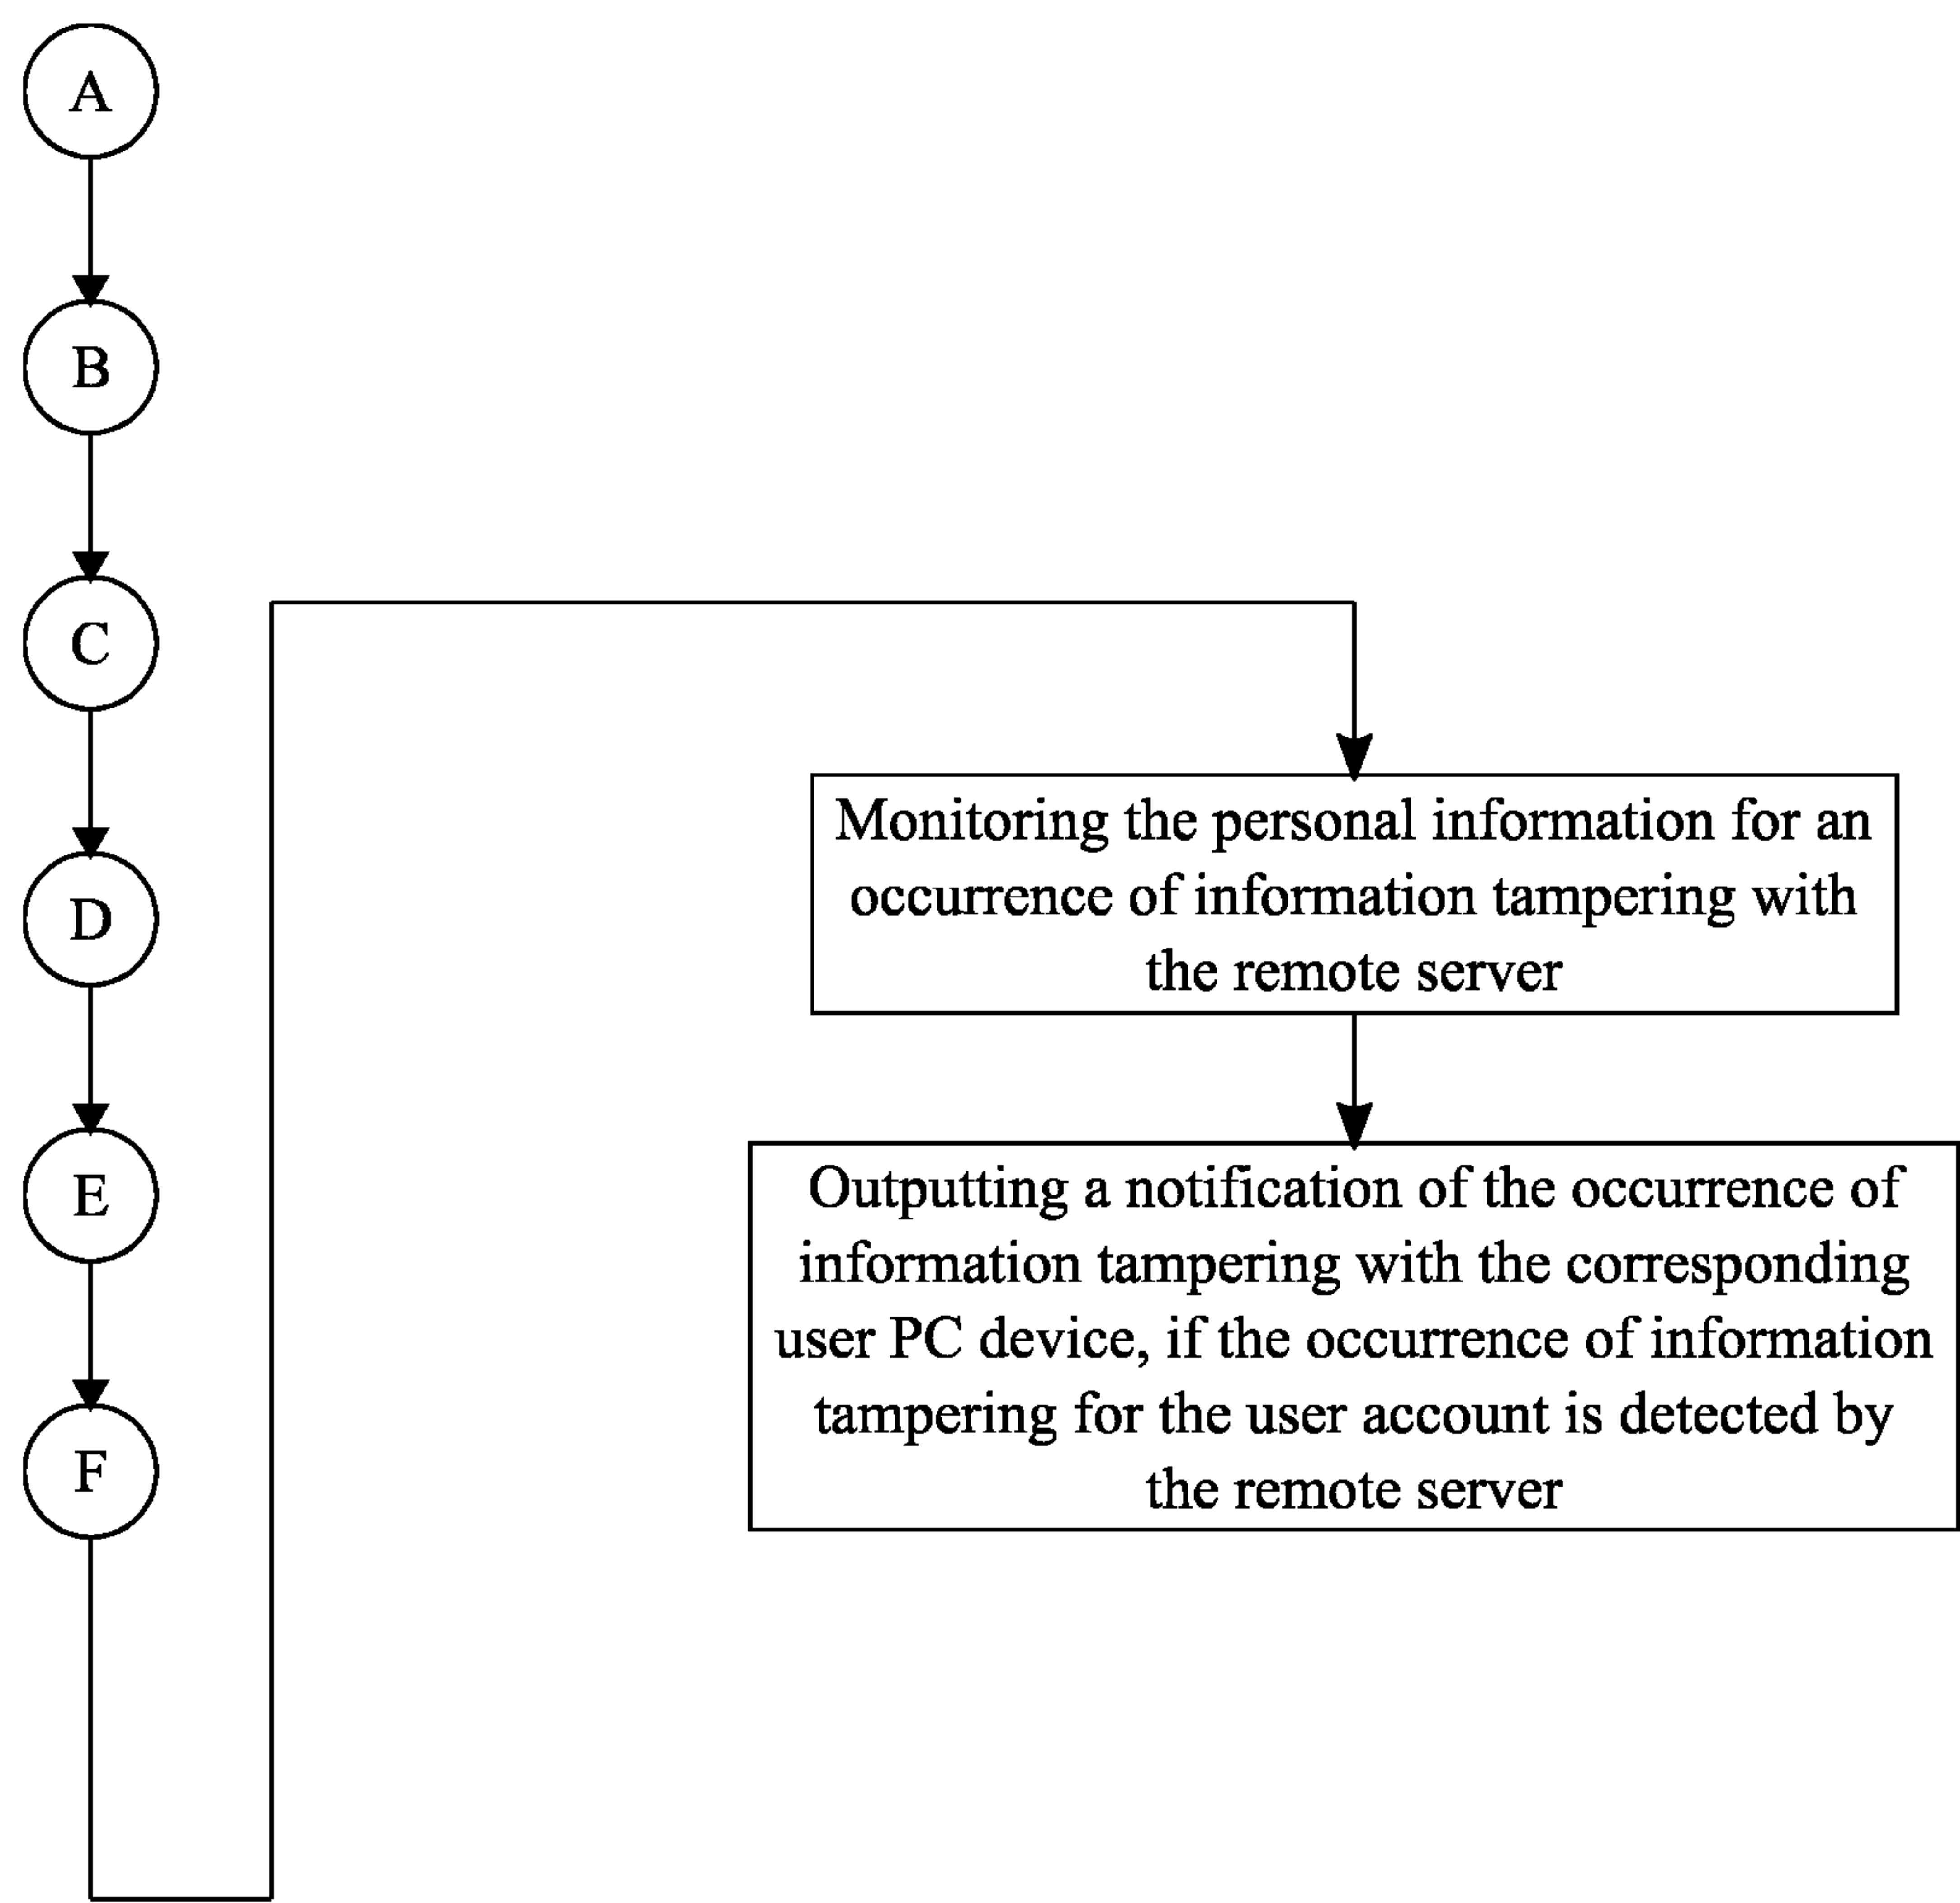 A
B
C
D
E
F
Monitoring the personal information for an
occurrence of information tampering with
the remote server
Outputting a notification of the occurrence of
information tampering with the corresponding
user PC device, if the occurrence of information
tampering for the user account is detected by
the remote server